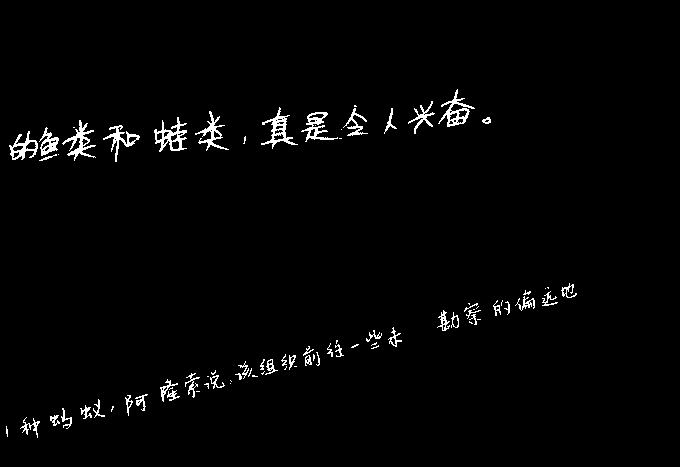 的鱼类和蛙类，真是令人兴奋。
种蚂蚁，阿隆索说，该组织前往一些未勘察的偏远地